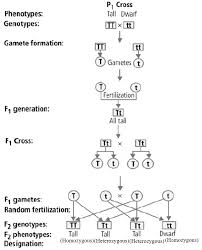 P1 Cross
Phenotypes: Tall Dwarf
Genotypes: TT × tt
Gamete formation:
TT tt
T Gametes t
Fertilization
F1 generation: Tt
All tall
F1 Cross: Tt × Tt
T t T t
F1 gametes: T t T t
Random fertilization:
F2 genotypes: TT Tt Tt tt
F2 phenotypes: Tall Tall Tall Dwarf
Designation: (Homozygous) (Heterozygous) (Heterozygous) (Homozygous)